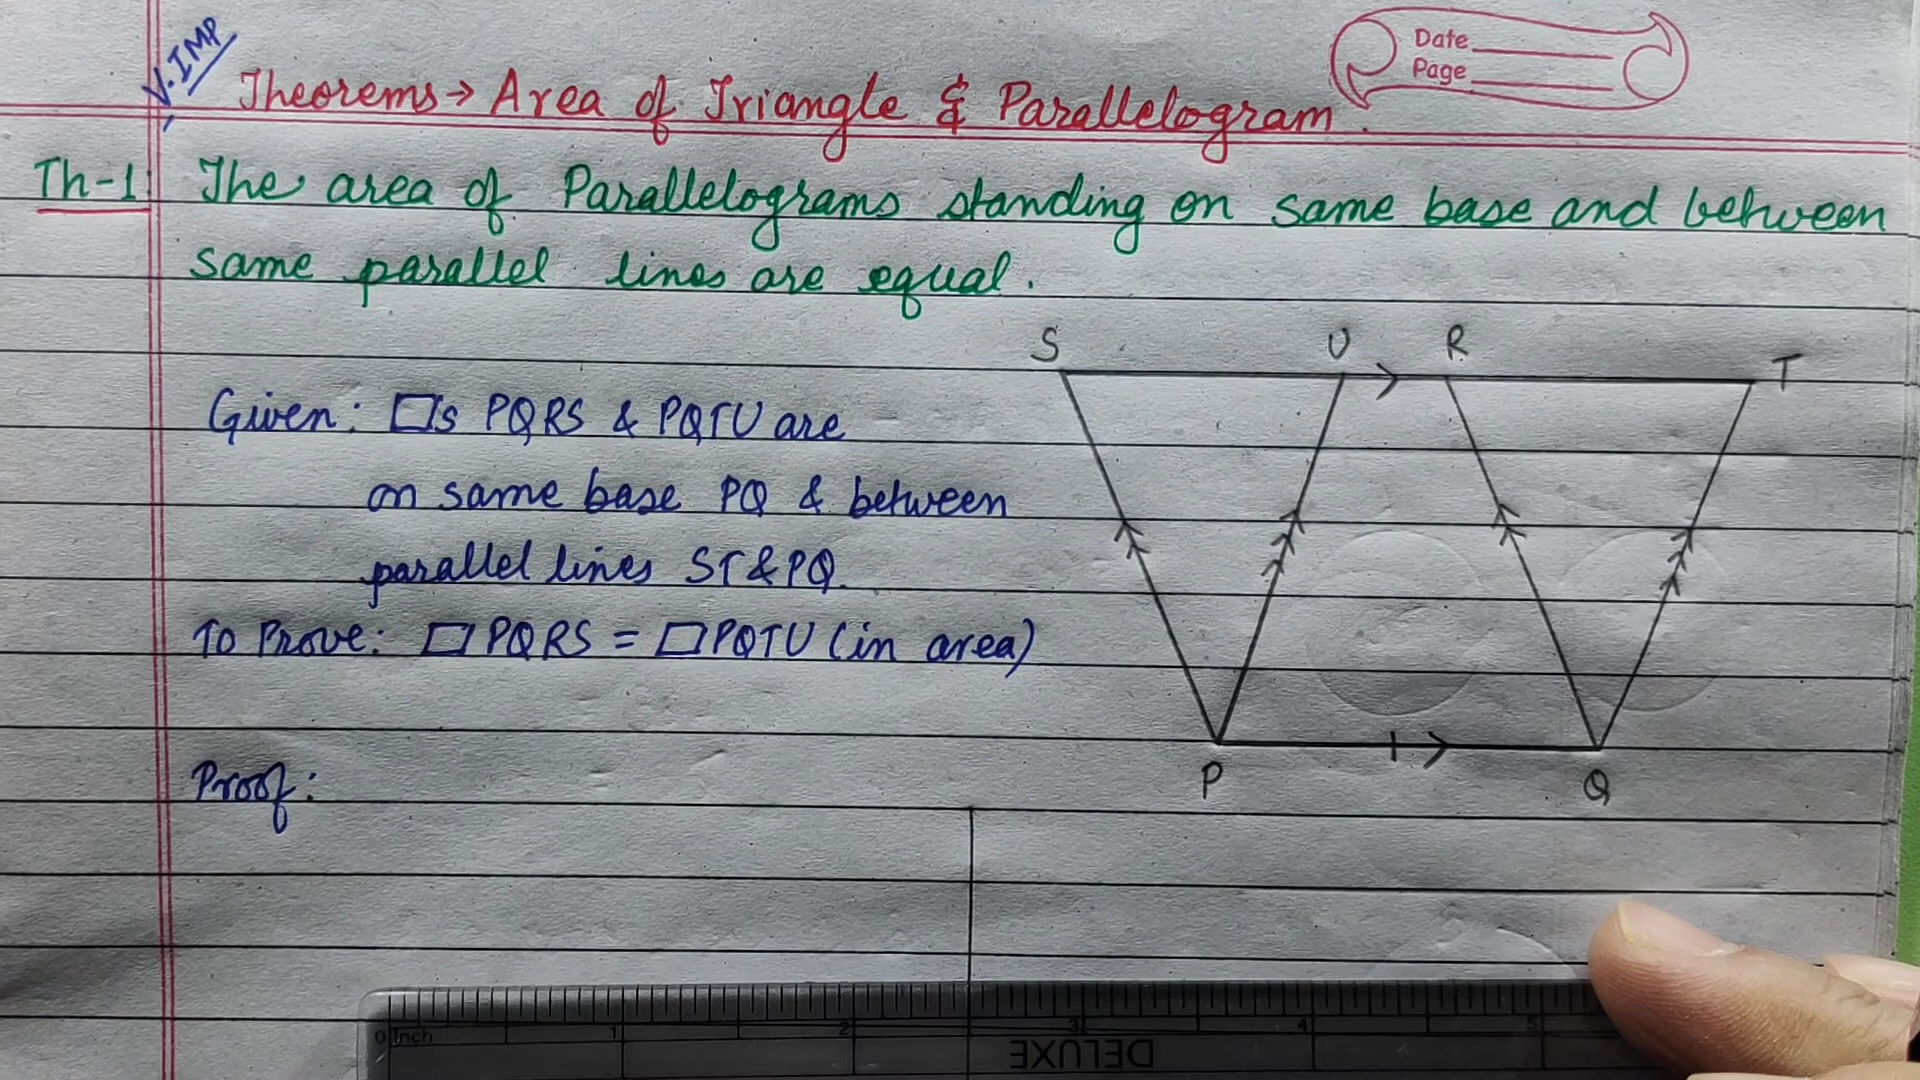 V.IMP
Date
Page
Theorems → Area of Triangle & Parallelogram.
Th-1 The area of Parallelograms standing on same base and between
same parallel lines are equal.
S U R T
Given: ▱s PQRS & PQTU are
on same base PQ & between
parallel lines ST & PQ.
To Prove: ▱PQRS = ▱PQTU (in area)
P Q
Proof:
0 Inch 1 2 3 4 5
DELUXE